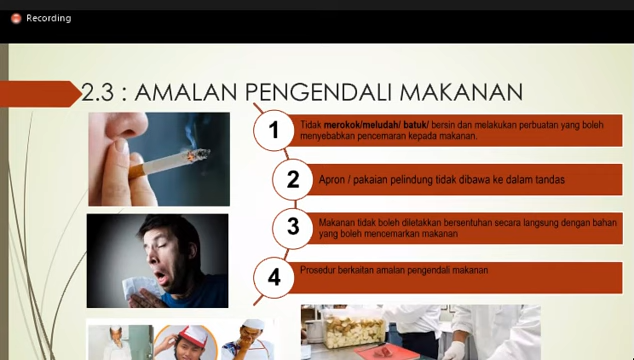 Recording
2.3 : AMALAN PENGENDALI MAKANAN
1
Tidak merokok/meludah/ batuk/ bersin dan melakukan perbuatan yang boleh
menyebabkan pencemaran kepada makanan.
2
Apron / pakaian pelindung tidak dibawa ke dalam tandas
3
Makanan tidak boleh diletakkan bersentuhan secara langsung dengan bahan
yang boleh mencemarkan makanan
4
Prosedur berkaitan amalan pengendali makanan